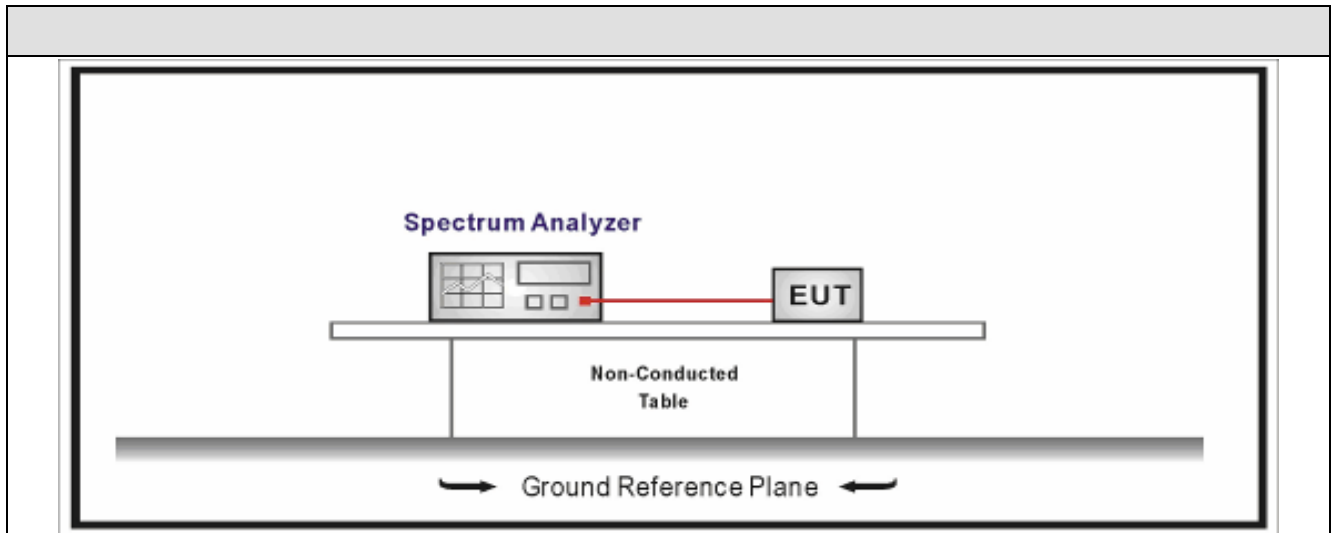 Spectrum Analyzer
EUT
Non-Conducted
Table
Ground Reference Plane